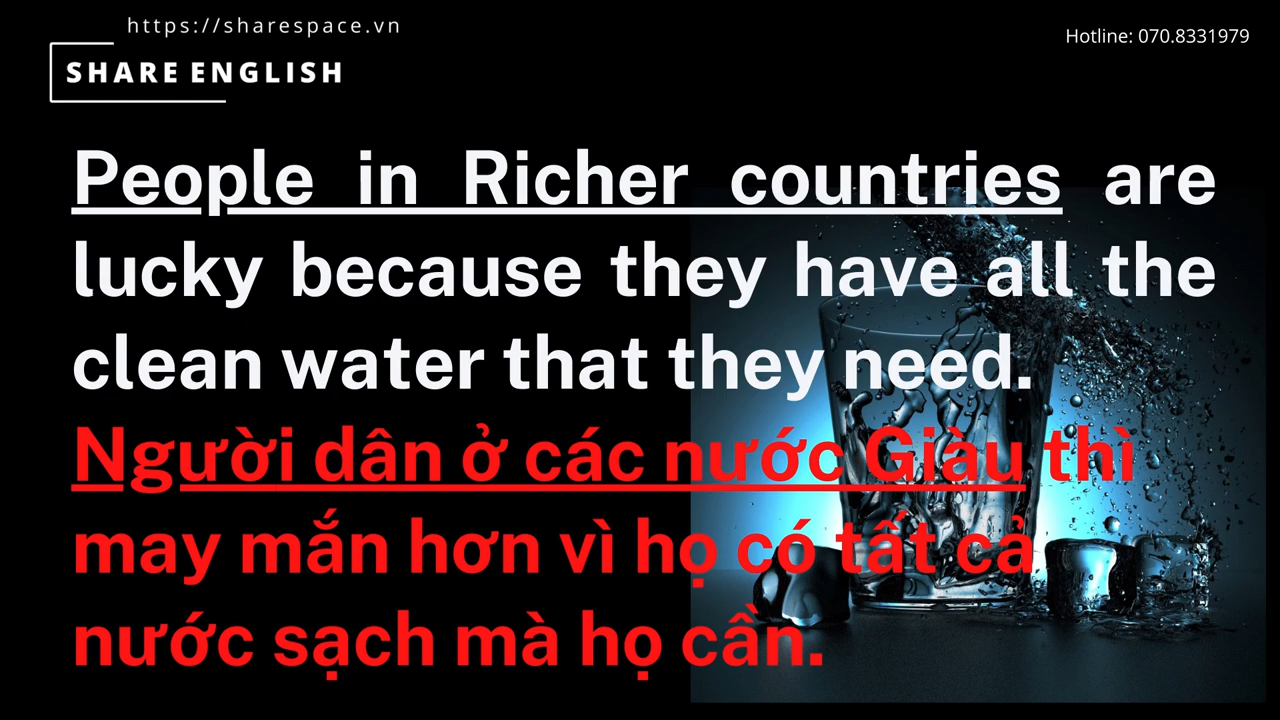 https://sharespace.vn
Hotline: 070.8331979
SHARE ENGLISH
People in Richer countries are
lucky because they have all the
clean water that they need.
Người dân ở các nước Giàu thì
may mắn hơn vì họ có tất cả
nước sạch mà họ cần.